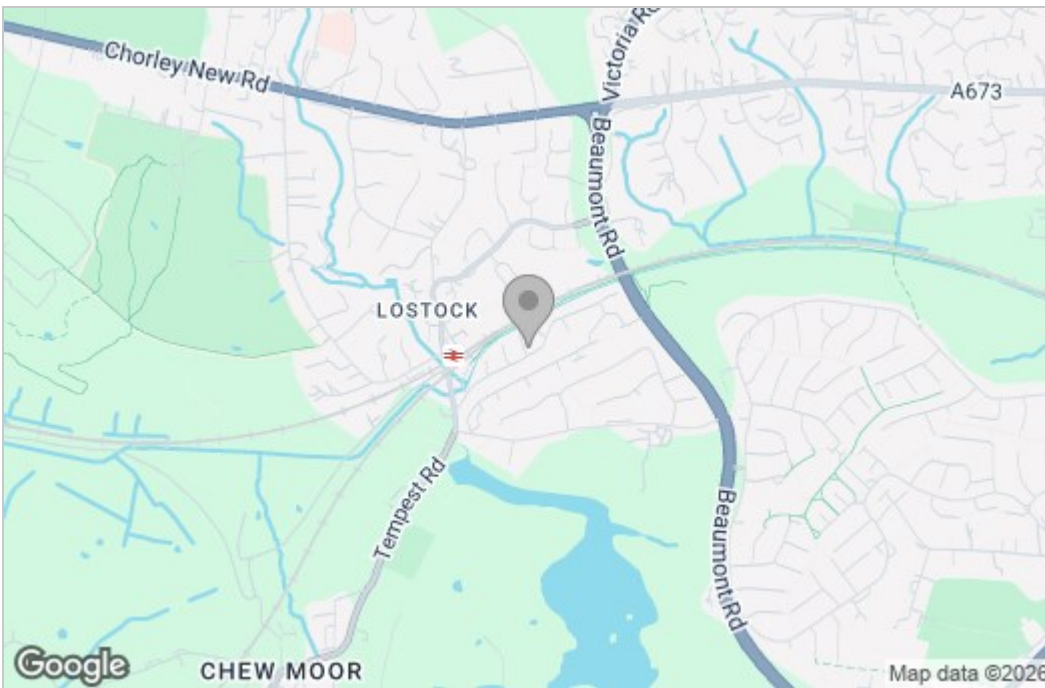 Chorley New Rd
Victoria Rd
A673
Beaumont Rd
LOSTOCK
Tempest Rd
Beaumont Rd
CHEW MOOR
Google
Map data ©2026